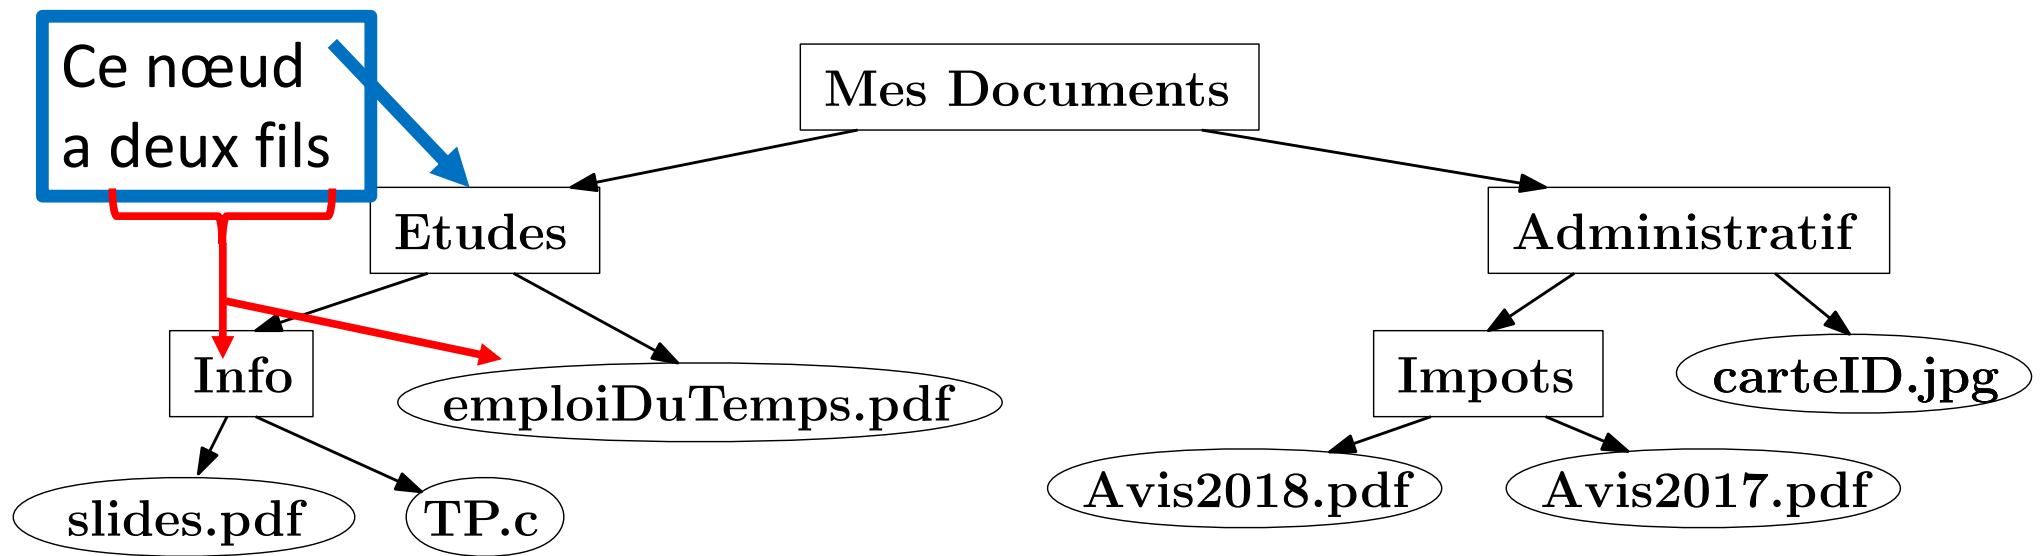 Ce nœud
a deux fils
Mes Documents
Etudes
Administratif
Info
emploiDuTemps.pdf
Impots
carteID.jpg
slides.pdf
TP.c
Avis2018.pdf
Avis2017.pdf